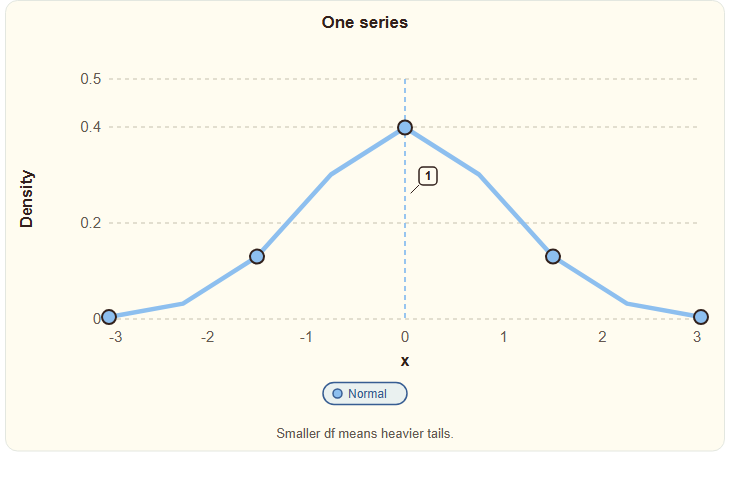 One series
Density
0.5
0.4
0.2
0
-3 -2 -1 0 1 2 3
1
x
Normal
Smaller df means heavier tails.